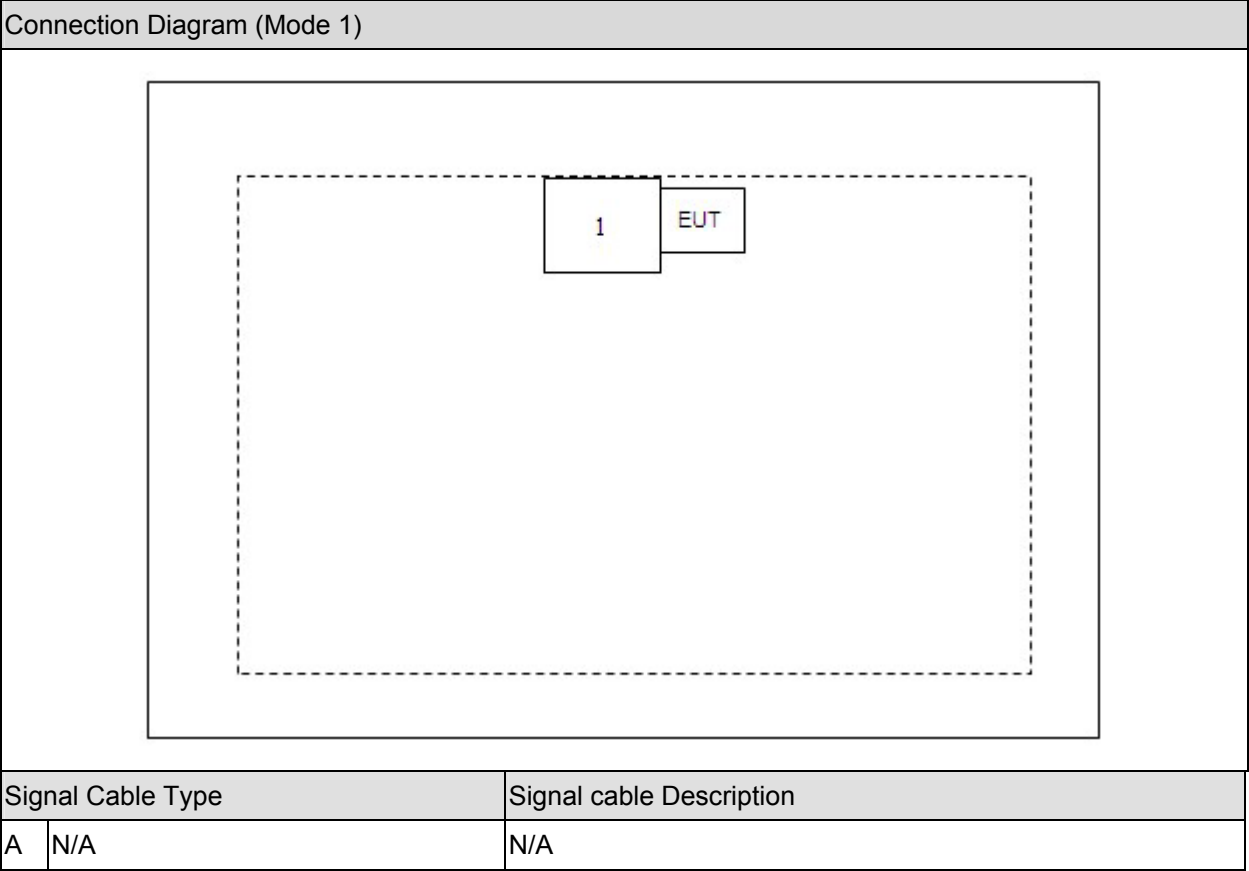 Connection Diagram (Mode 1)
1
EUT
Signal Cable Type
Signal cable Description
A
N/A
N/A